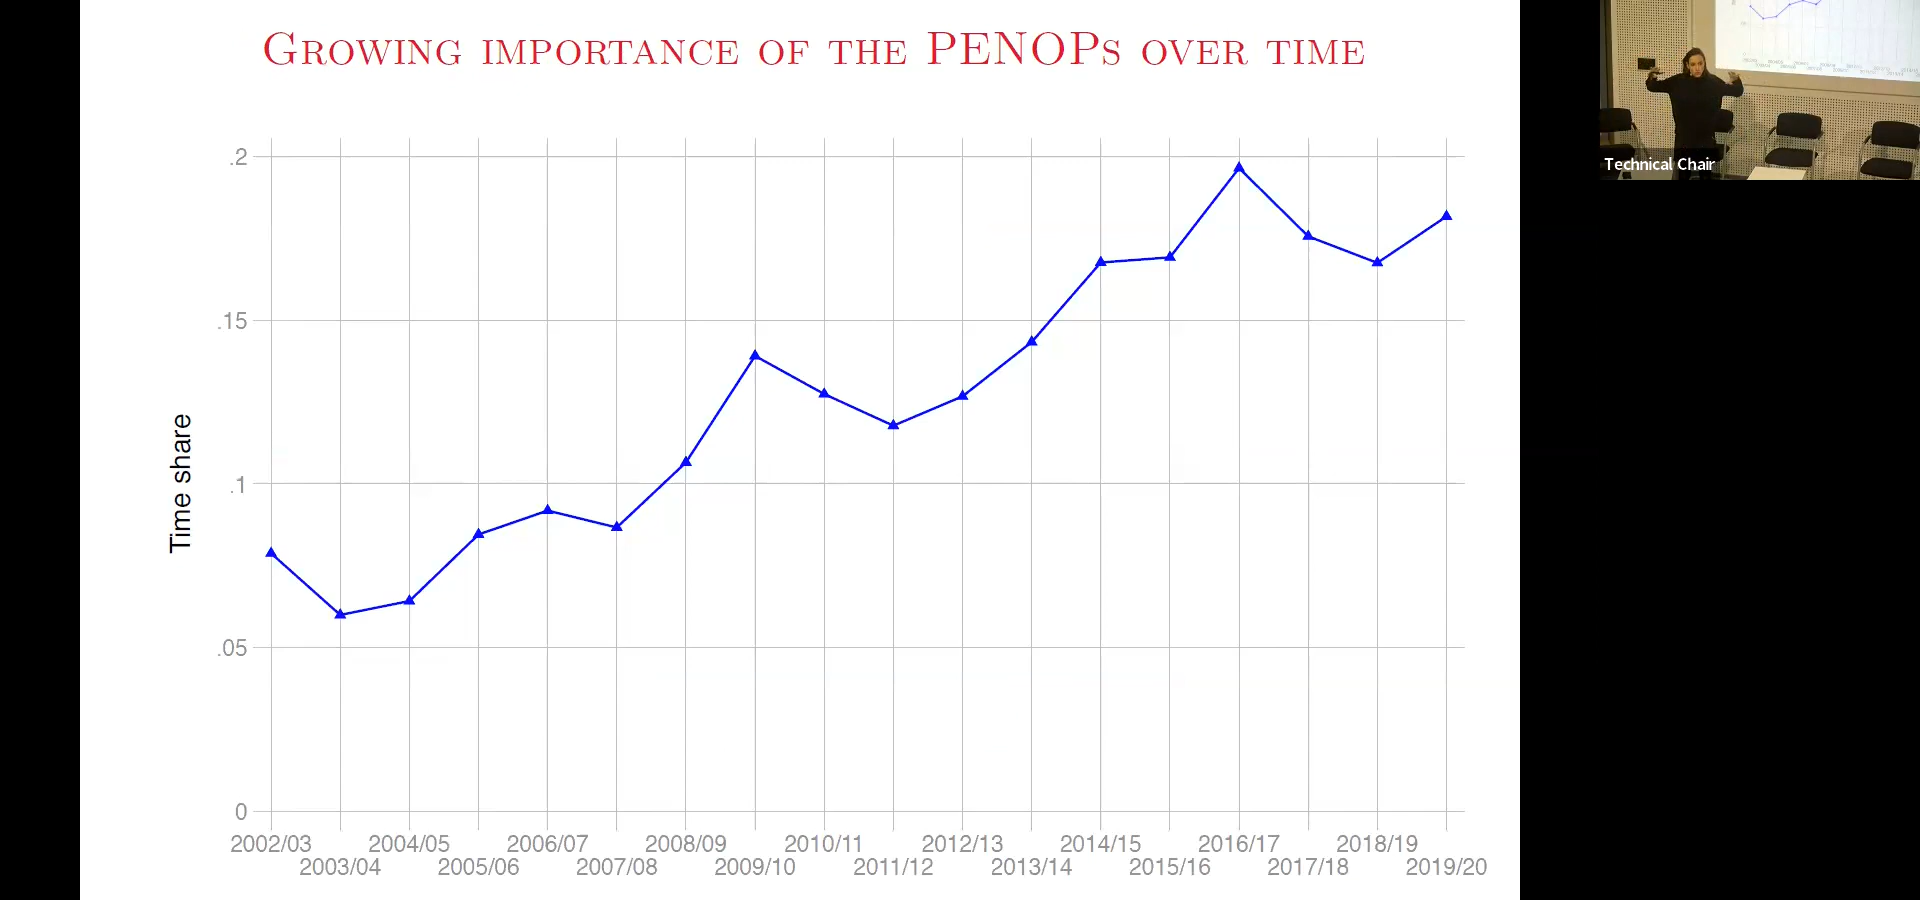 Growing importance of the PENOPs over time
Technical Chair
.2
.15
.1
.05
0
Time share
2002/03 2004/05 2006/07 2008/09 2010/11 2012/13 2014/15 2016/17 2018/19
2003/04 2005/06 2007/08 2009/10 2011/12 2013/14 2015/16 2017/18 2019/20